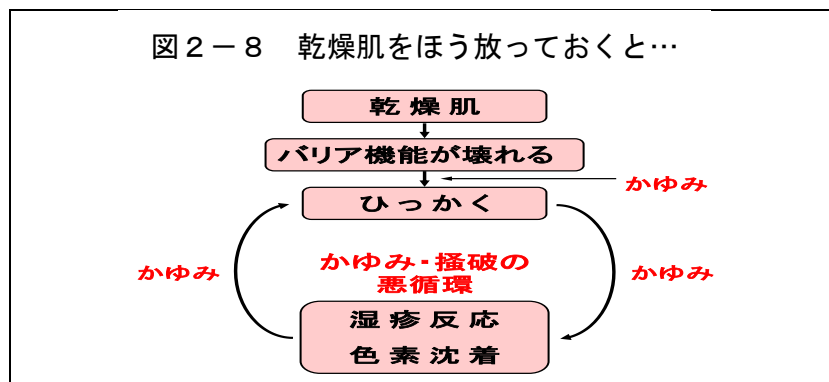 図2-8 乾燥肌をほう放っておくと…
乾燥肌
バリア機能が壊れる
かゆみ
ひっかく
かゆみ
かゆみ・掻破の
悪循環
かゆみ
湿疹反応
色素沈着